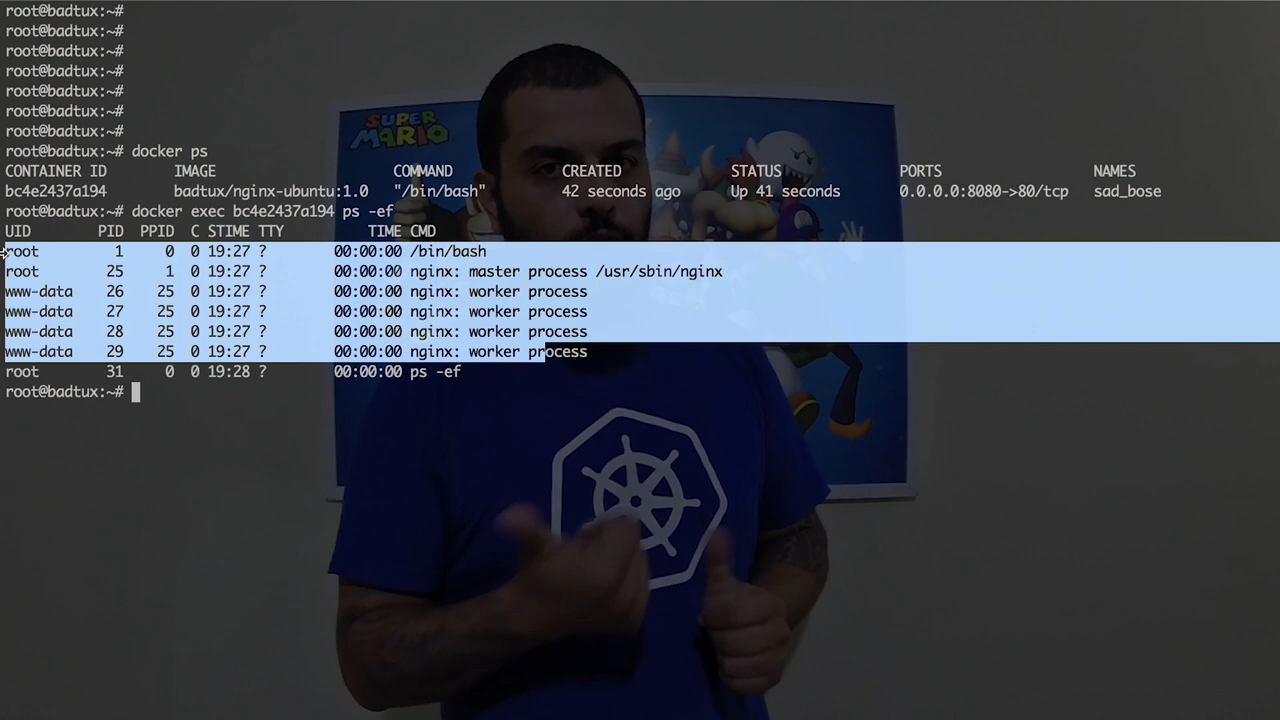 root@badtux:~#
root@badtux:~#
root@badtux:~#
root@badtux:~#
root@badtux:~#
root@badtux:~#
root@badtux:~#
root@badtux:~# docker ps
CONTAINER ID IMAGE COMMAND CREATED STATUS PORTS NAMES
bc4e2437a194 badtux/nginx-ubuntu:1.0 "/bin/bash" 42 seconds ago Up 41 seconds 0.0.0.0:8080->80/tcp sad_bose
root@badtux:~# docker exec bc4e2437a194 ps -ef
UID PID PPID C STIME TTY TIME CMD
root 1 0 0 19:27 ? 00:00:00 /bin/bash
root 25 1 0 19:27 ? 00:00:00 nginx: master process /usr/sbin/nginx
www-data 26 25 0 19:27 ? 00:00:00 nginx: worker process
www-data 27 25 0 19:27 ? 00:00:00 nginx: worker process
www-data 28 25 0 19:27 ? 00:00:00 nginx: worker process
www-data 29 25 0 19:27 ? 00:00:00 nginx: worker process
root 31 0 0 19:28 ? 00:00:00 ps -ef
root@badtux:~#
SUPER
MARIO